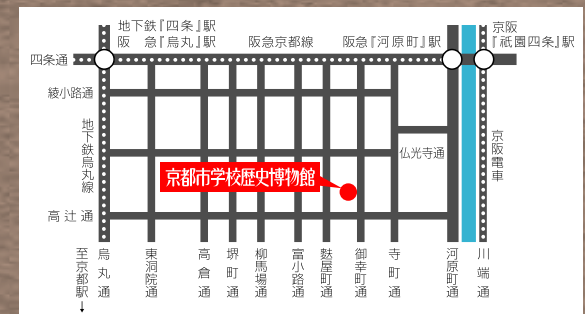 地下鉄『四条』駅
阪 急『烏丸』駅
阪急京都線
阪急『河原町』駅
京阪
『祇園四条』駅
四条通
綾小路通
地下鉄烏丸線
仏光寺通
京阪電車
京都市学校歴史博物館
高辻通
至京都駅
烏丸通
東洞院通
高倉通
堺町通
柳馬場通
富小路通
麩屋町通
御幸町通
寺町通
河原町通
川端通